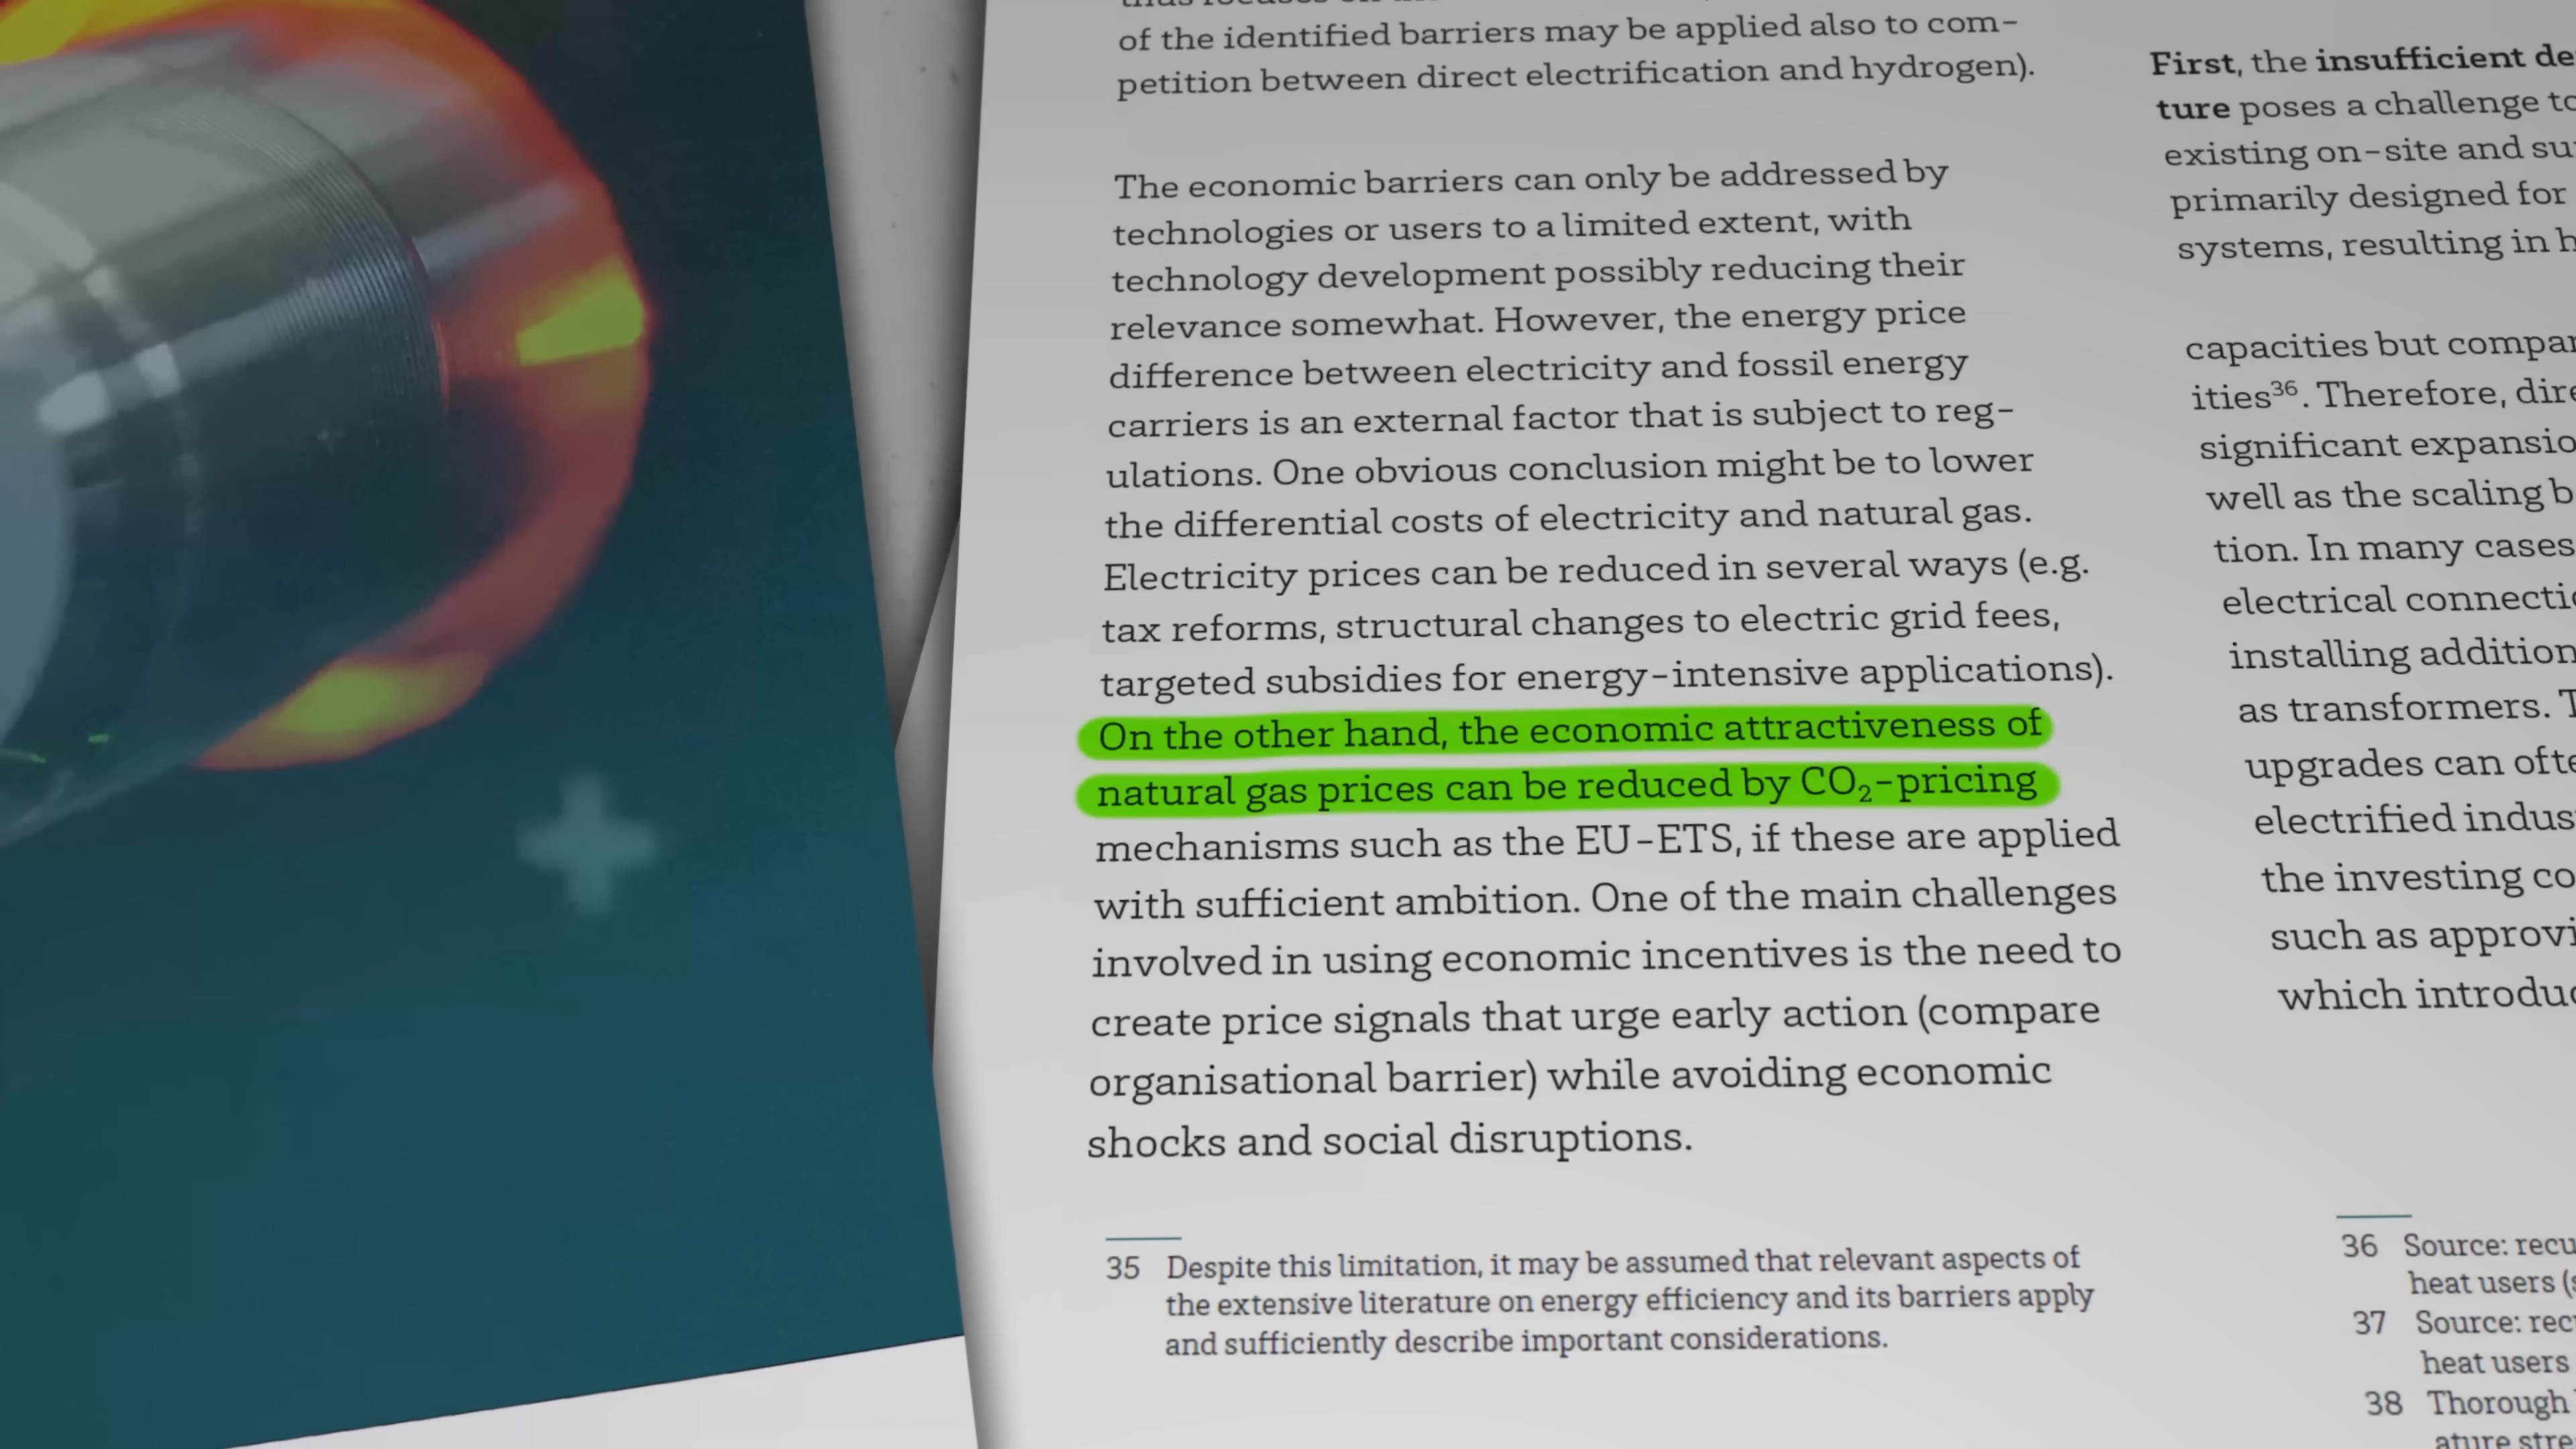 of the identified barriers may be applied also to com-
petition between direct electrification and hydrogen).
The economic barriers can only be addressed by
technologies or users to a limited extent, with
technology development possibly reducing their
relevance somewhat. However, the energy price
difference between electricity and fossil energy
carriers is an external factor that is subject to reg-
ulations. One obvious conclusion might be to lower
the differential costs of electricity and natural gas.
Electricity prices can be reduced in several ways (e.g.
tax reforms, structural changes to electric grid fees,
targeted subsidies for energy-intensive applications).
On the other hand, the economic attractiveness of
natural gas prices can be reduced by CO₂-pricing
mechanisms such as the EU-ETS, if these are applied
with sufficient ambition. One of the main challenges
involved in using economic incentives is the need to
create price signals that urge early action (compare
organisational barrier) while avoiding economic
shocks and social disruptions.
35 Despite this limitation, it may be assumed that relevant aspects of
the extensive literature on energy efficiency and its barriers apply
and sufficiently describe important considerations.
First, the insufficient
ture poses a challenge
existing on-site and
primarily designed for
systems, resulting in
capacities but
ities³⁶. Therefore,
significant
well as the scaling
tion. In many cases
electrical
installing
as transformers.
upgrades can
electrified
the investing
such as
which
36 Source:
heat users
37 Source:
heat users
38 Thorough